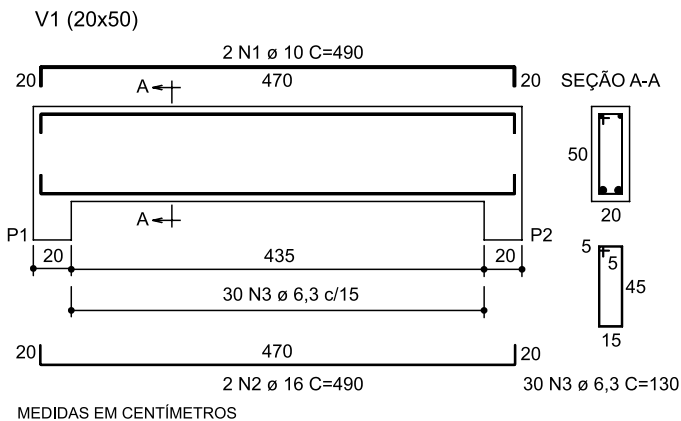 V1 (20x50)
2 N1 ø 10 C=490
20 470 20
A
SEÇÃO A-A
50
20
A
P1 P2
20 435 20
5
5
45
15
30 N3 ø 6,3 c/15
20 470 20
2 N2 ø 16 C=490
30 N3 ø 6,3 C=130
MEDIDAS EM CENTÍMETROS